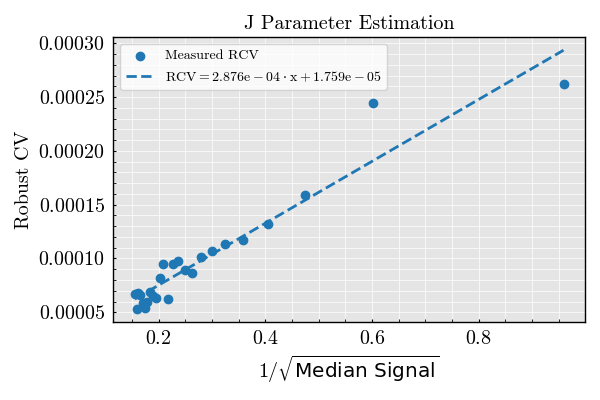 J Parameter Estimation
Measured RCV
RCV = 2.876e − 04 · x + 1.759e − 05
Robust CV
0.00030
0.00025
0.00020
0.00015
0.00010
0.00005
0.2 0.4 0.6 0.8
1/√Median Signal